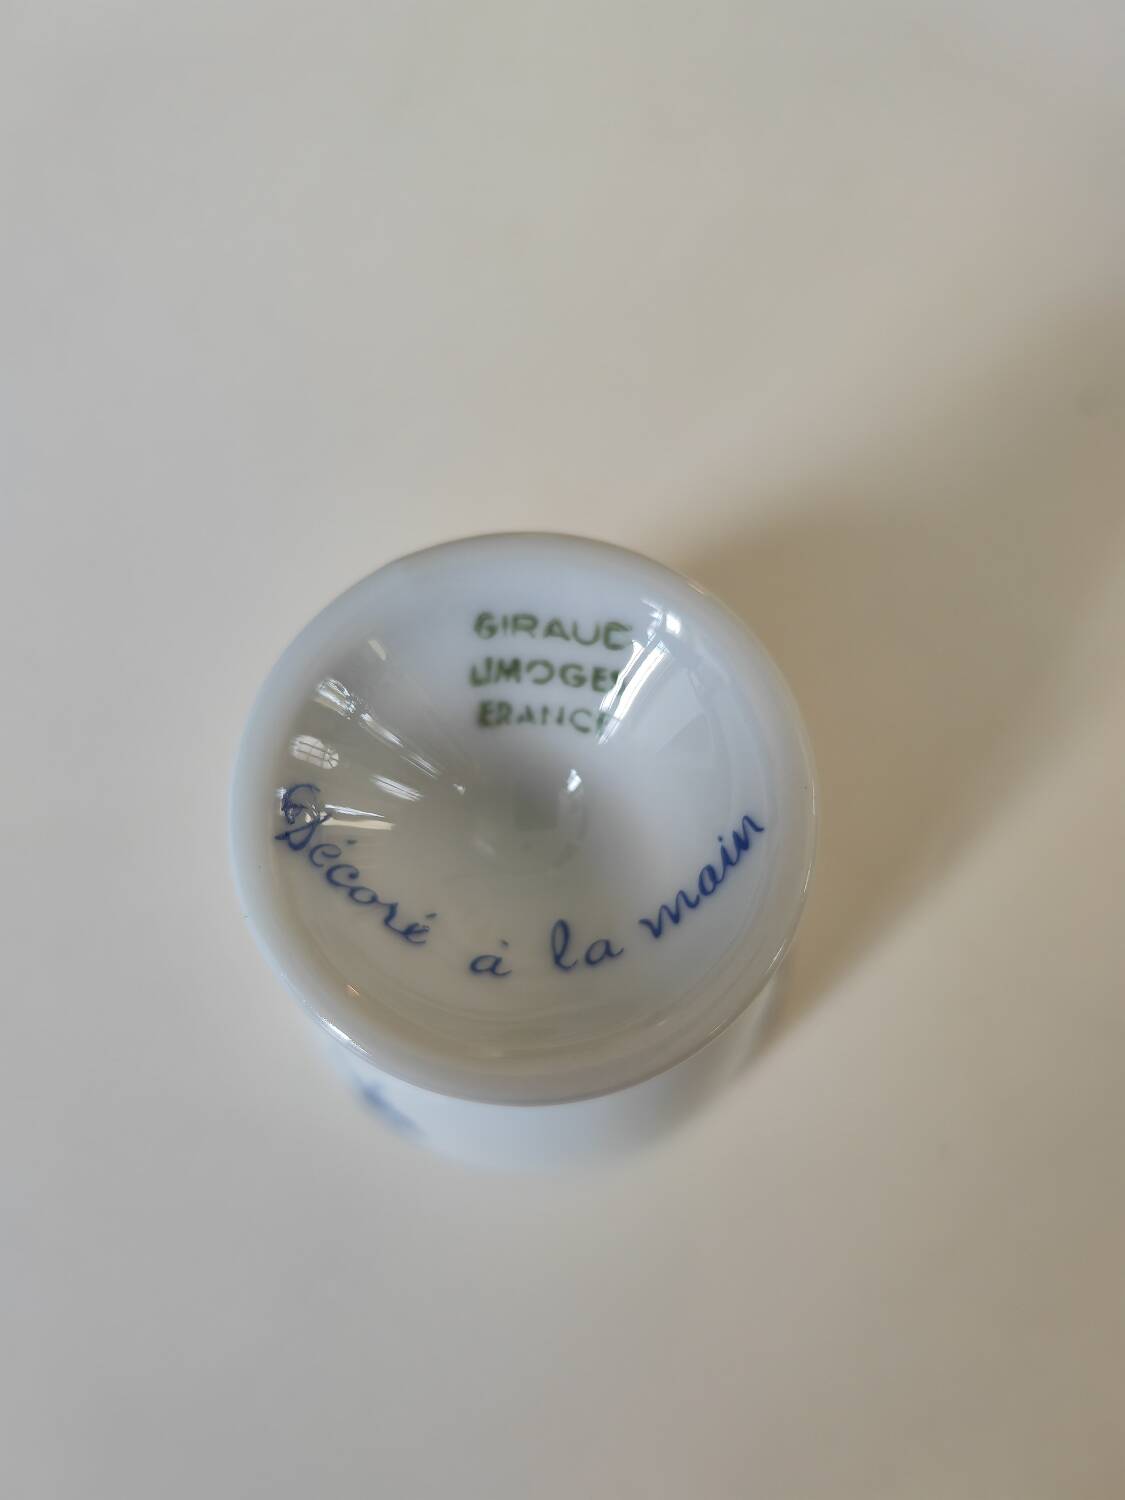 GIRAUD
LIMOGES
FRANCE
Décoré à la main